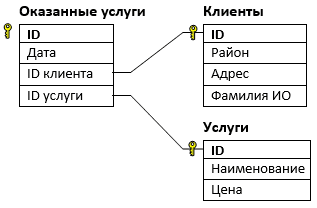 Оказанные услуги
ID
Дата
ID клиента
ID услуги
Клиенты
ID
Район
Адрес
Фамилия ИО
Услуги
ID
Наименование
Цена